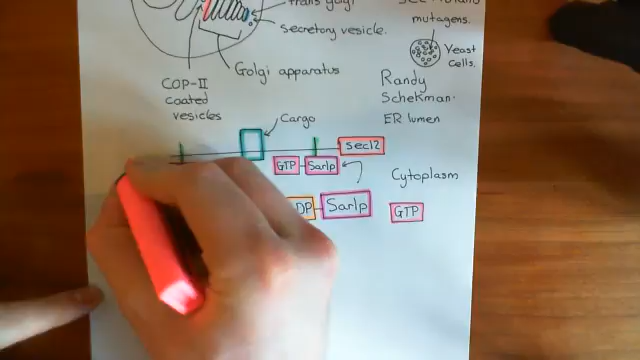 trans golgi
mutagens.
secretory vesicle.
Yeast
cells.
Golgi apparatus
COP-II
coated
vesicles
Randy
Schekman.
Cargo
ER lumen
sec12
GTP
Sar1p
Cytoplasm
DP
Sar1p
GTP